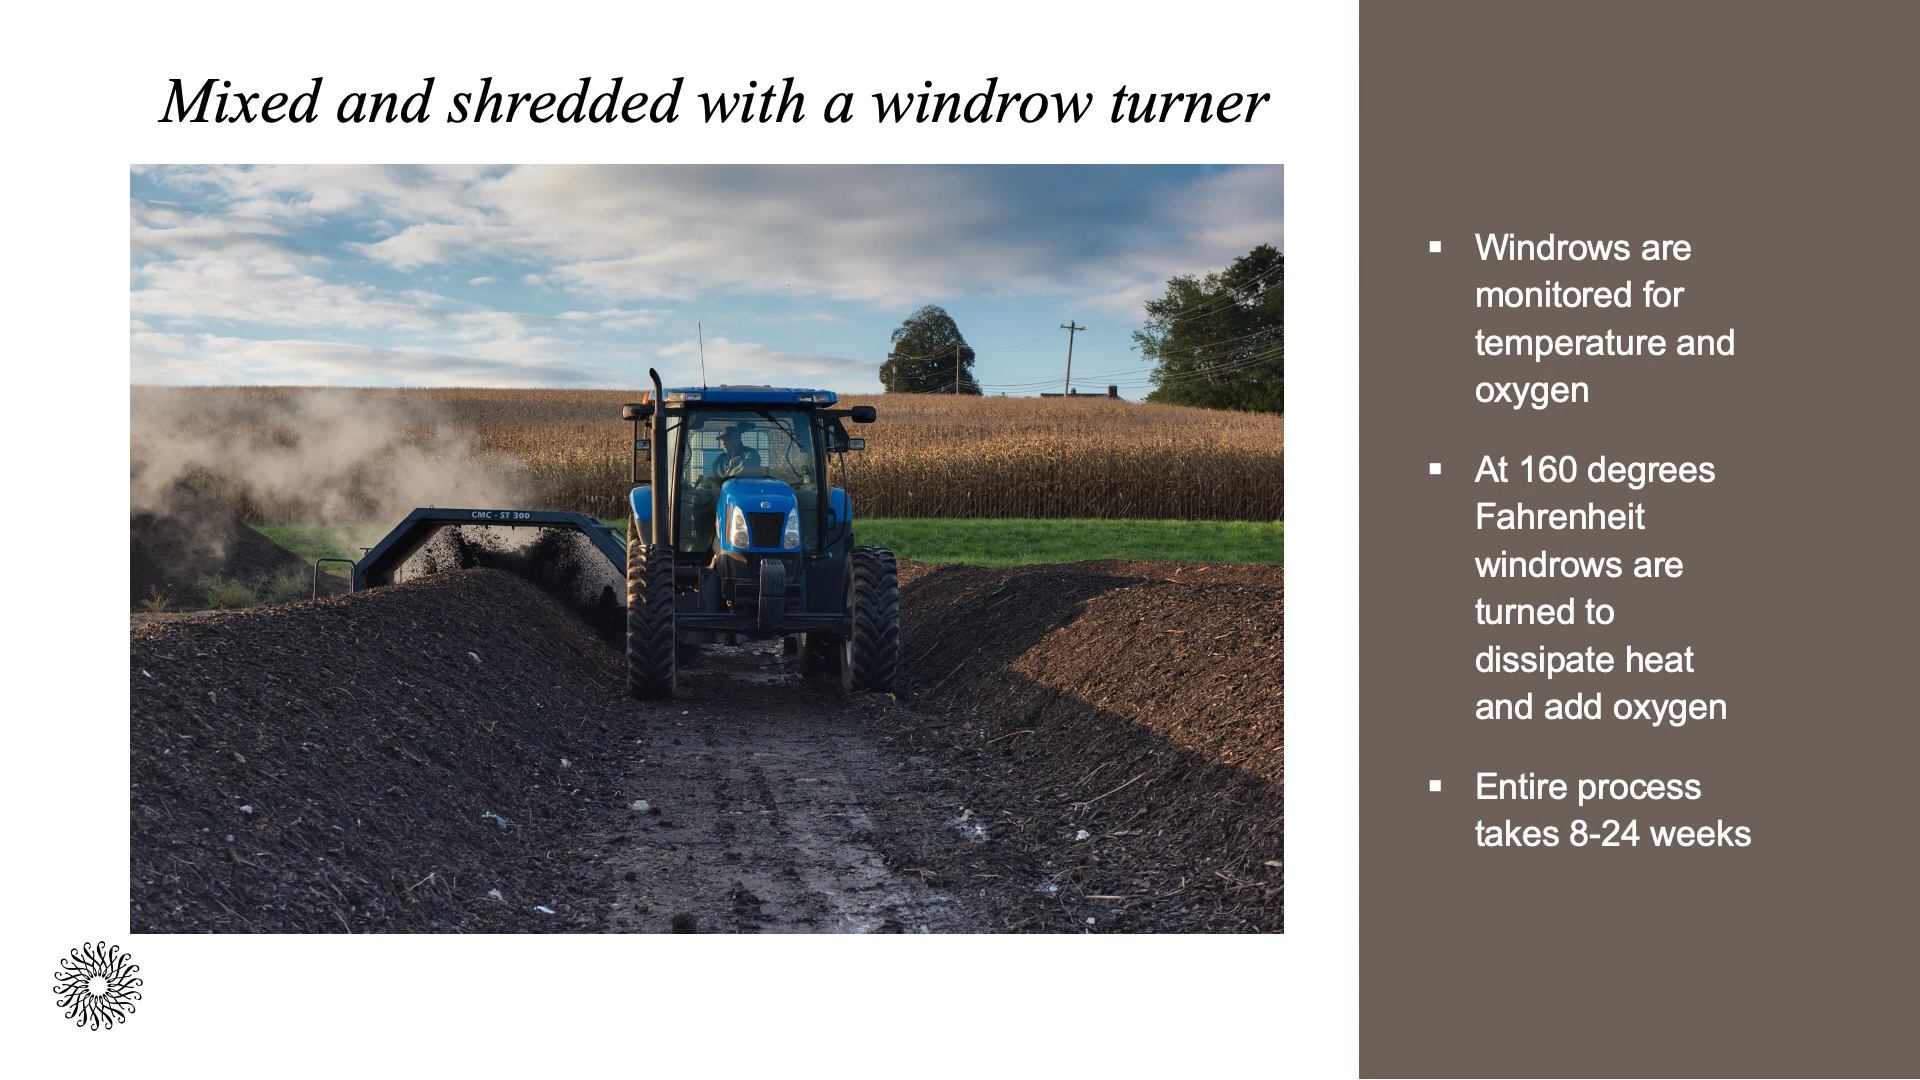 Mixed and shredded with a windrow turner
CMC - ST 300
▪ Windrows are
monitored for
temperature and
oxygen
▪ At 160 degrees
Fahrenheit
windrows are
turned to
dissipate heat
and add oxygen
▪ Entire process
takes 8-24 weeks